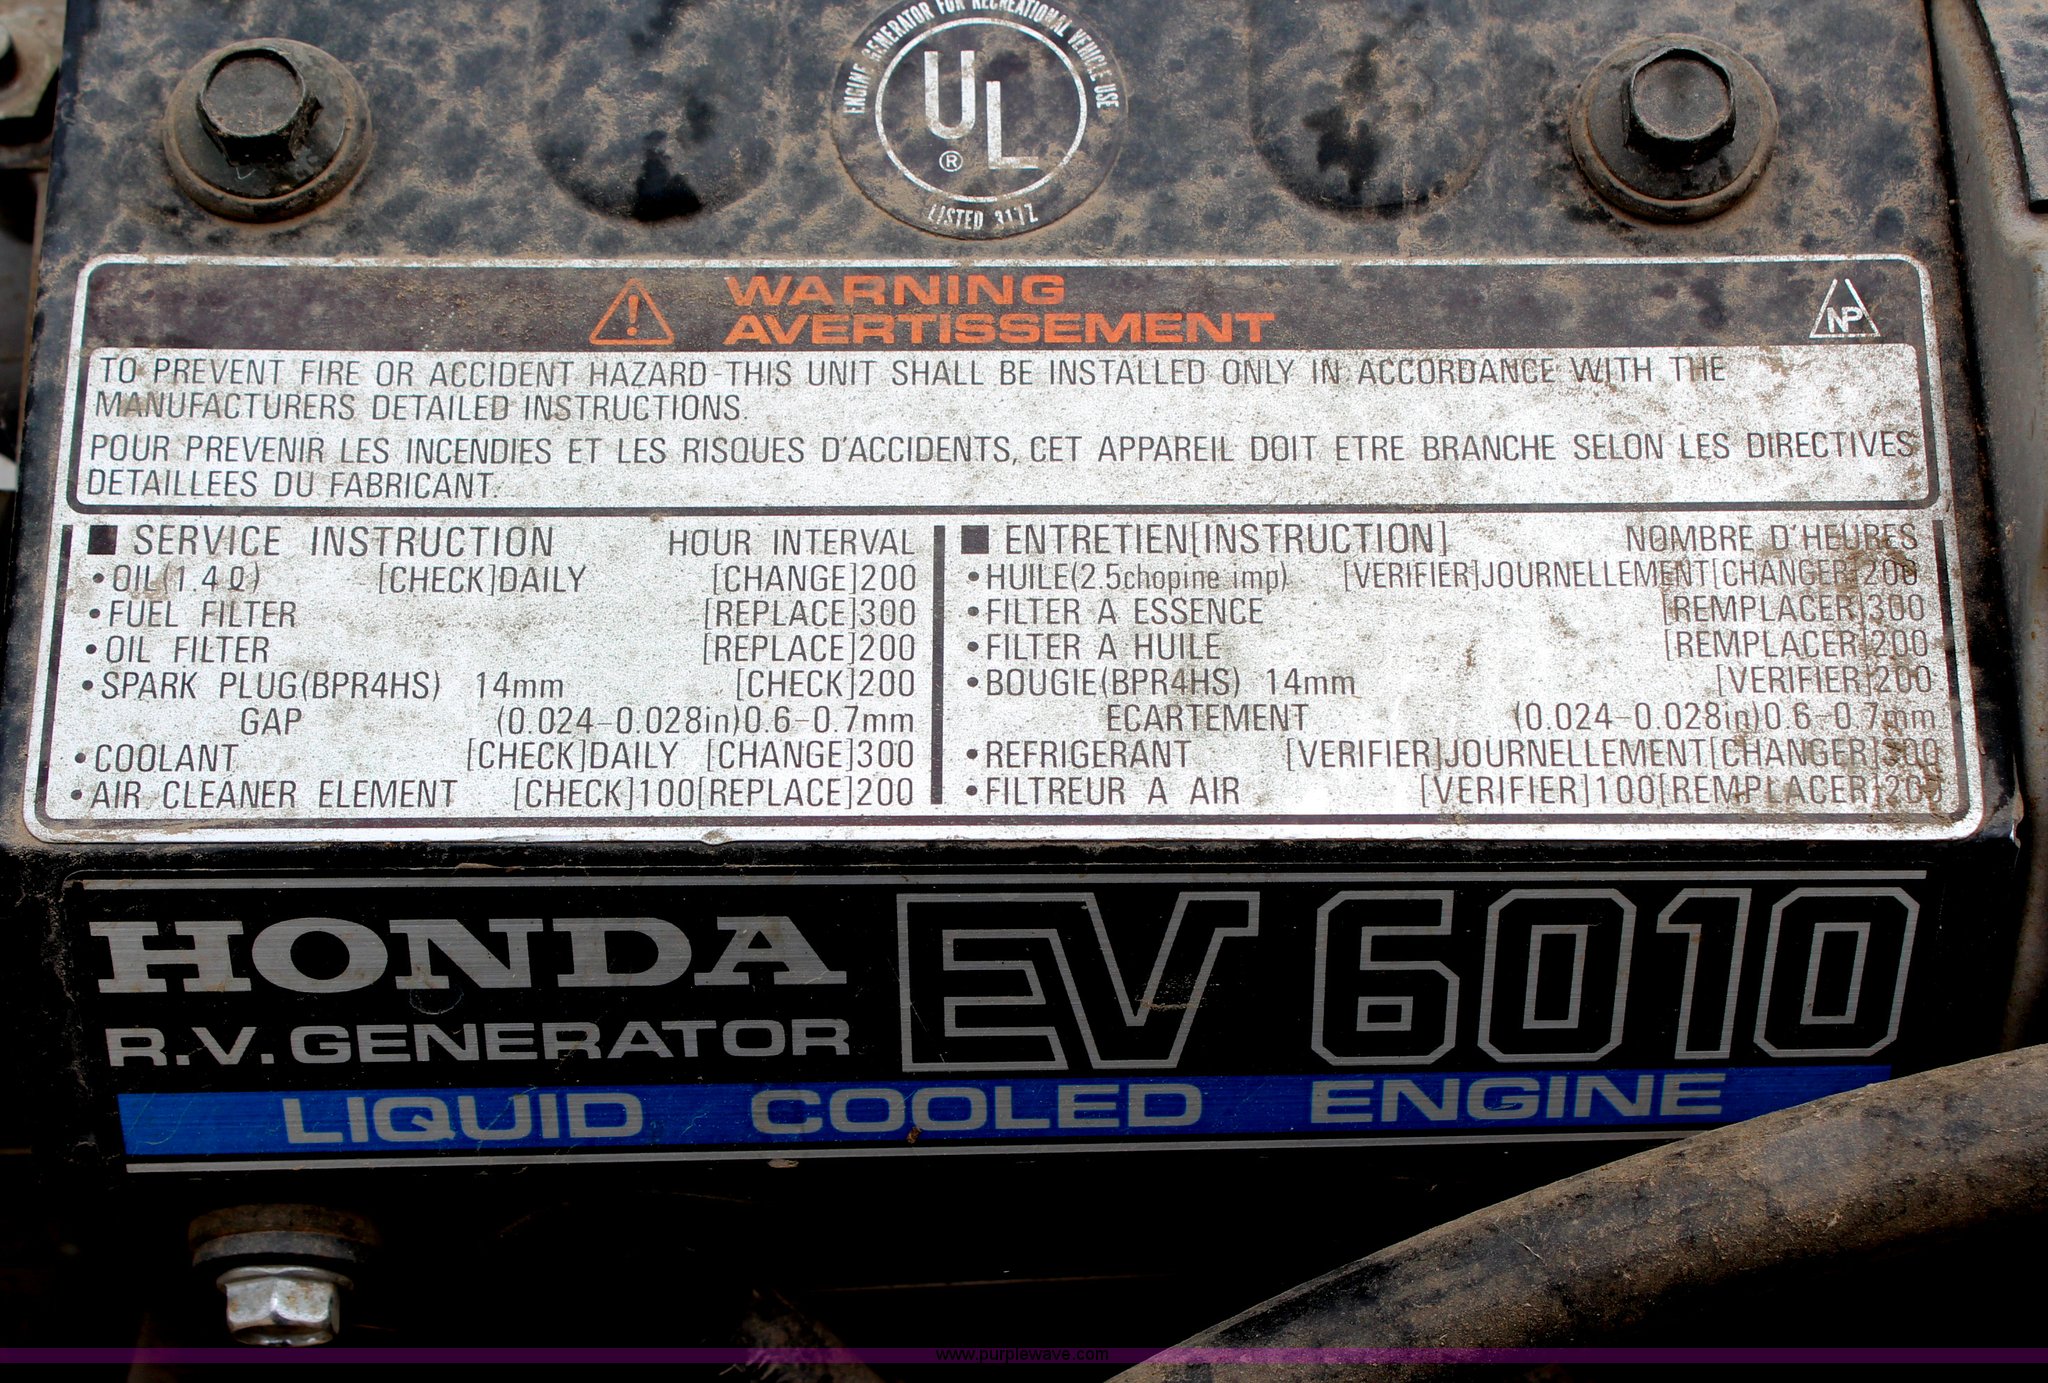 ENGINE GENERATOR FOR RECREATIONAL VEHICLE USE
UL
®
LISTED 311Z
WARNING
AVERTISSEMENT
NP
TO PREVENT FIRE OR ACCIDENT HAZARD-THIS UNIT SHALL BE INSTALLED ONLY IN ACCORDANCE WITH THE
MANUFACTURERS DETAILED INSTRUCTIONS.
POUR PREVENIR LES INCENDIES ET LES RISQUES D'ACCIDENTS, CET APPAREIL DOIT ETRE BRANCHE SELON LES DIRECTIVES
DETAILLEES DU FABRICANT.
■ SERVICE INSTRUCTION HOUR INTERVAL
•OIL(1.4ℓ) [CHECK]DAILY [CHANGE]200
•FUEL FILTER [REPLACE]300
•OIL FILTER [REPLACE]200
•SPARK PLUG(BPR4HS) 14mm [CHECK]200
GAP (0.024-0.028in)0.6-0.7mm
•COOLANT [CHECK]DAILY [CHANGE]300
•AIR CLEANER ELEMENT [CHECK]100[REPLACE]200
■ ENTRETIEN[INSTRUCTION] NOMBRE D'HEURES
•HUILE(2.5chopine imp) [VERIFIER]JOURNELLEMENT[CHANGER]200
•FILTER A ESSENCE [REMPLACER]300
•FILTER A HUILE [REMPLACER]200
•BOUGIE(BPR4HS) 14mm [VERIFIER]200
ECARTEMENT (0.024-0.028in)0.6-0.7mm
•REFRIGERANT [VERIFIER]JOURNELLEMENT[CHANGER]300
•FILTREUR A AIR [VERIFIER]100[REMPLACER]200
HONDA EV 6010
R.V. GENERATOR
LIQUID COOLED ENGINE
www.purplewave.com